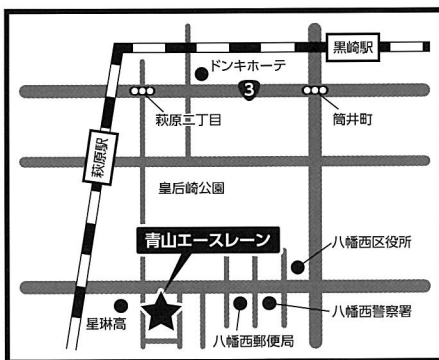 黒崎駅
ドンキホーテ
3
萩原三丁目
筒井町
萩原駅
皇后崎公園
青山エースレーン
八幡西区役所
星琳高
八幡西郵便局
八幡西警察署